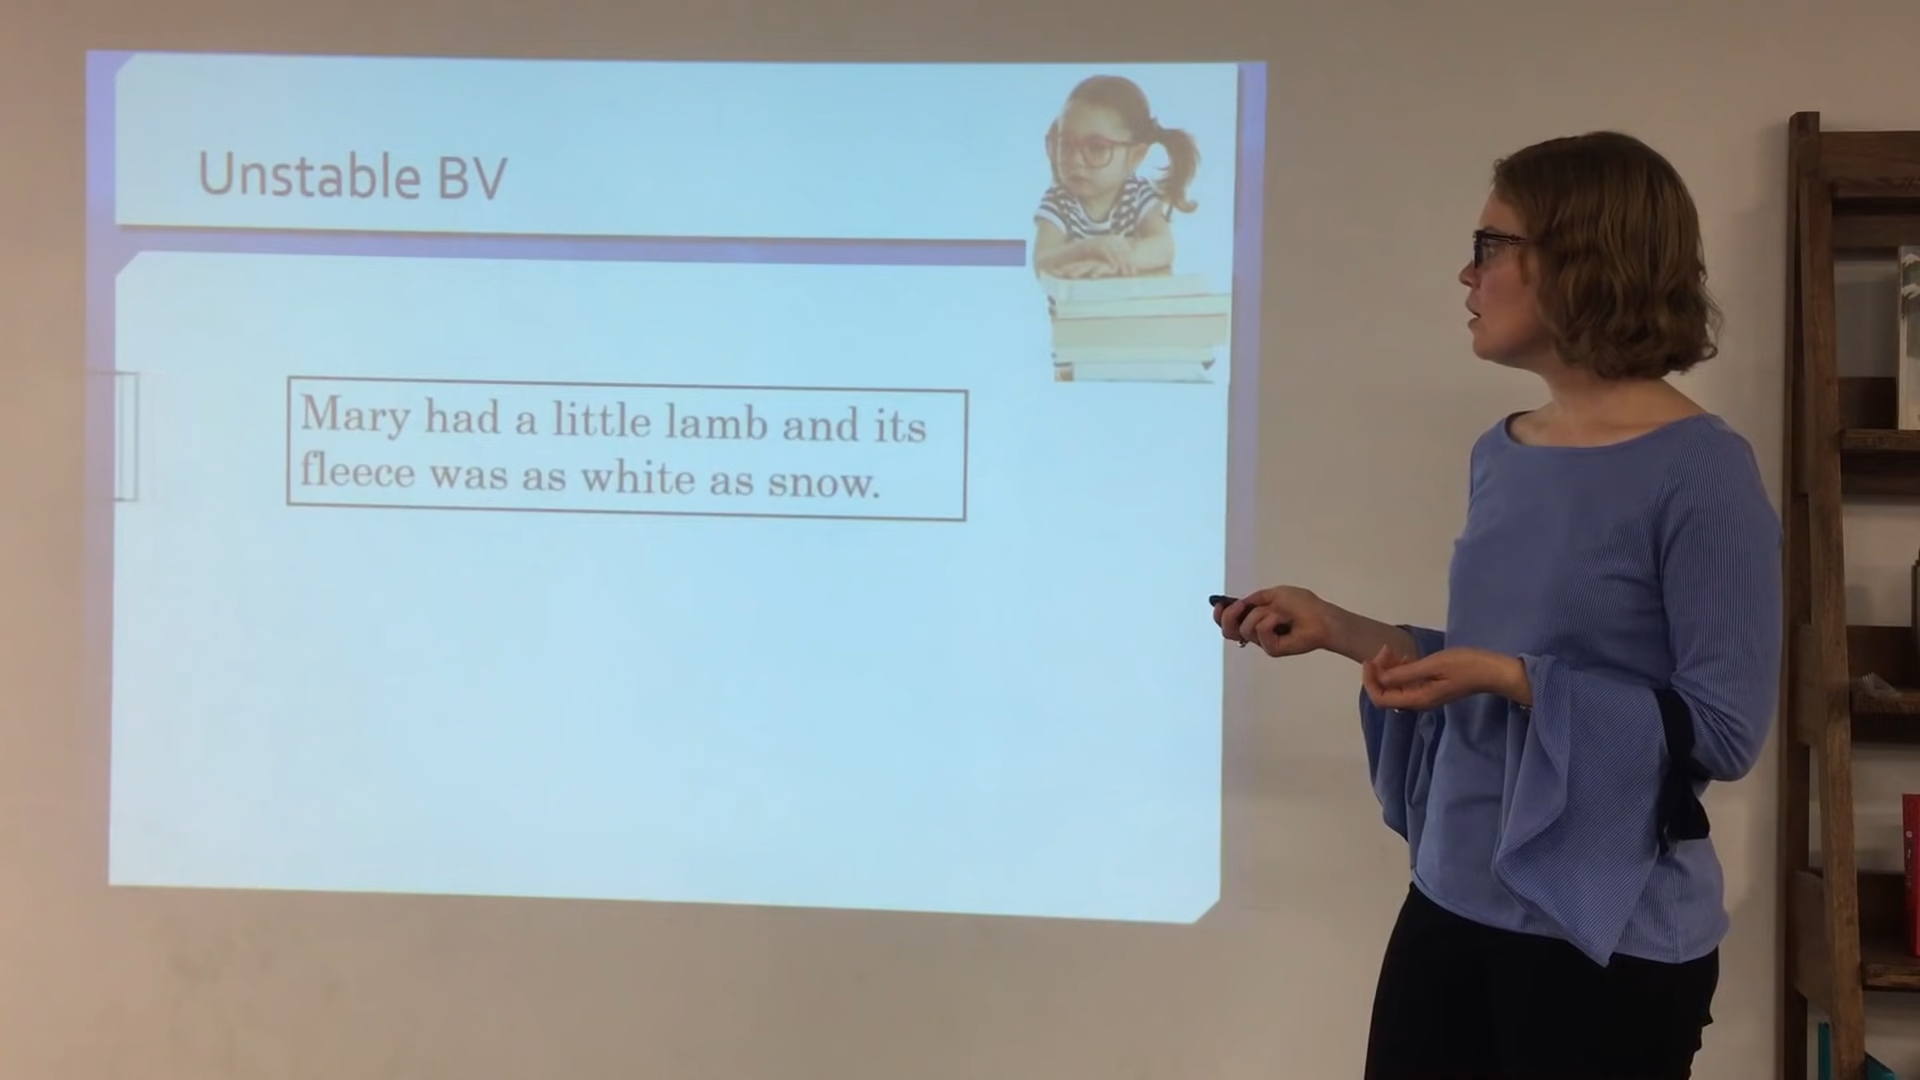 Unstable BV
Mary had a little lamb and its
fleece was as white as snow.